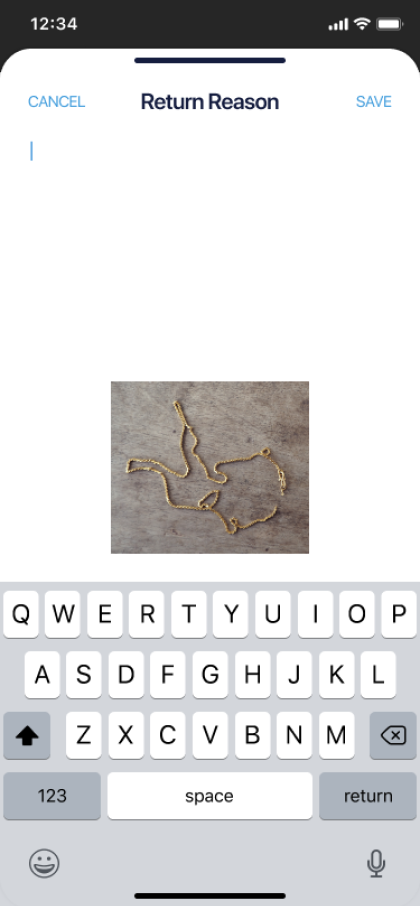 12:34
CANCEL Return Reason SAVE
Q W E R T Y U I O P
A S D F G H J K L
Z X C V B N M
123 space return